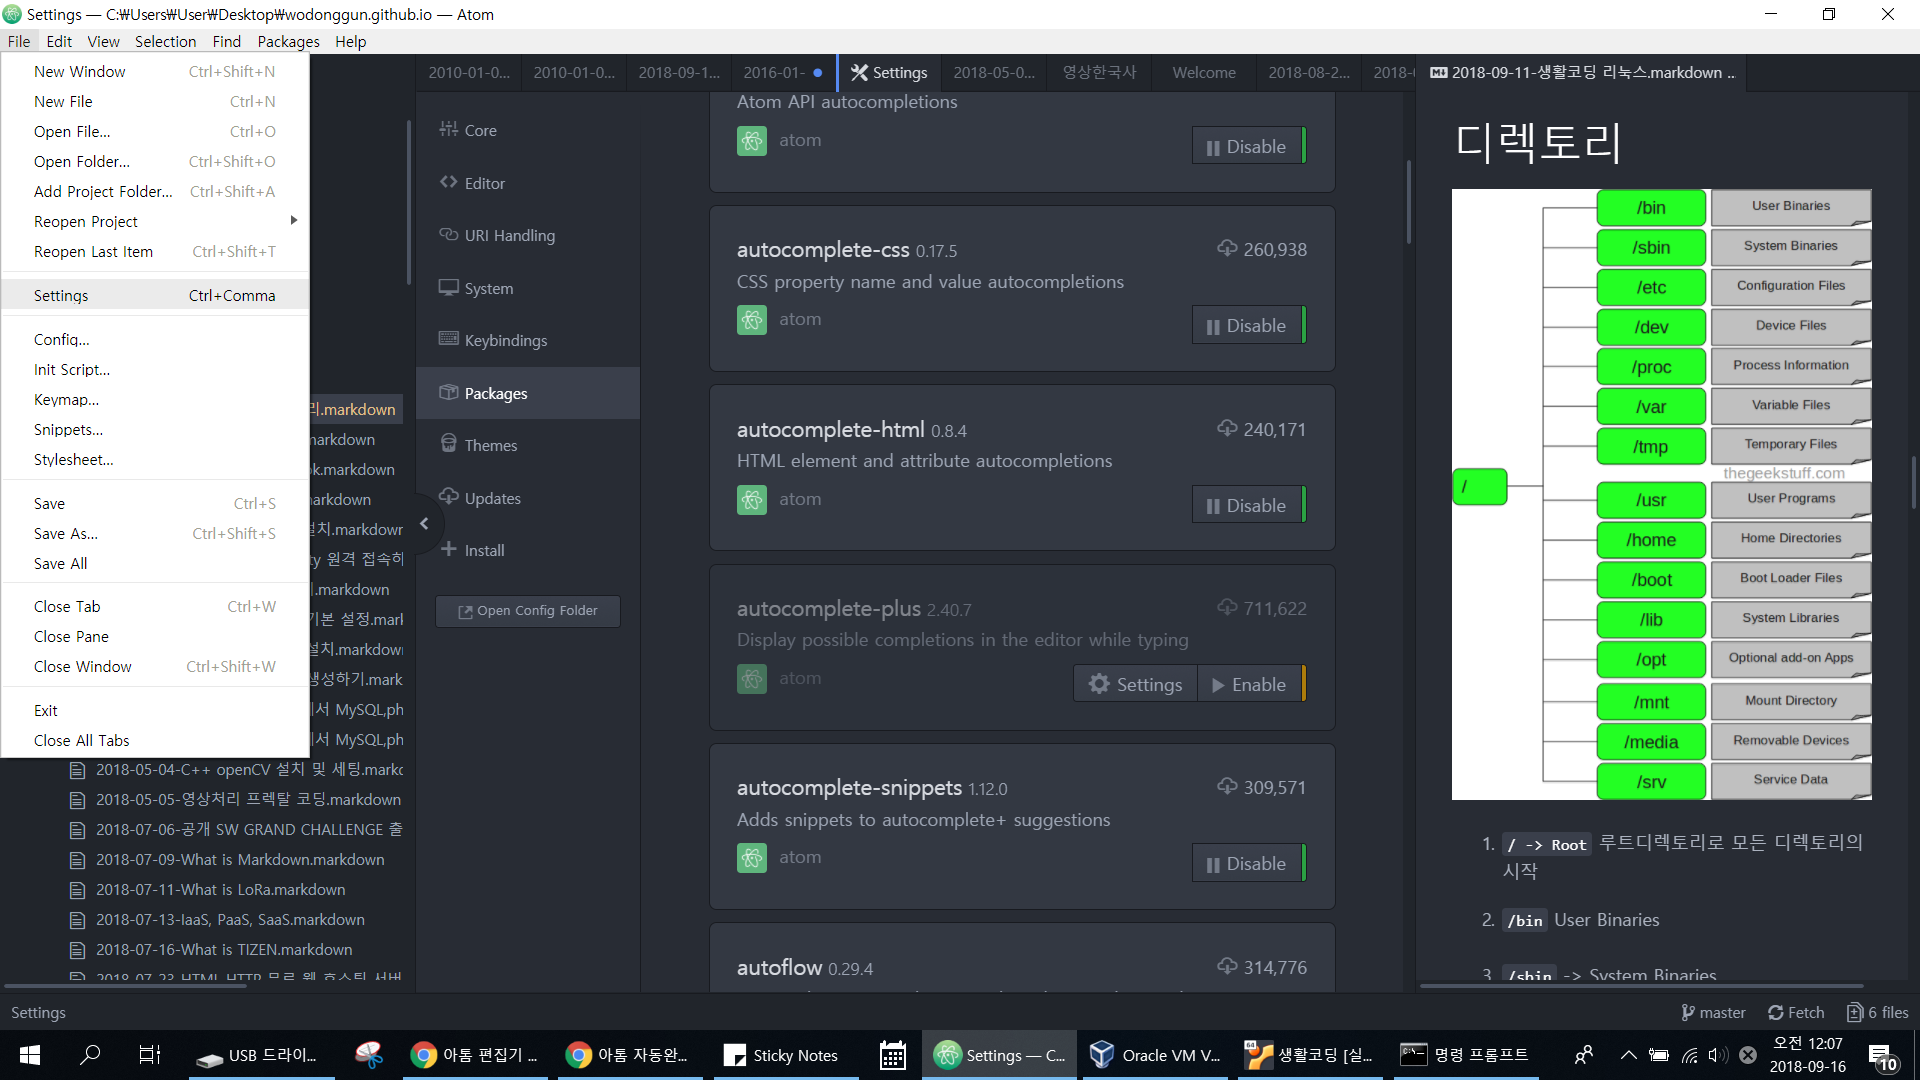 Settings — C:₩Users₩User₩Desktop₩wodonggun.github.io — Atom
File Edit View Selection Find Packages Help
New Window Ctrl+Shift+N
New File Ctrl+N
Open File... Ctrl+O
Open Folder... Ctrl+Shift+O
Add Project Folder... Ctrl+Shift+A
Reopen Project
Reopen Last Item Ctrl+Shift+T
Settings Ctrl+Comma
Config...
Init Script...
Keymap...
Snippets...
Stylesheet...
Save Ctrl+S
Save As... Ctrl+Shift+S
Save All
Close Tab Ctrl+W
Close Pane
Close Window Ctrl+Shift+W
Exit
Close All Tabs
리.markdown
markdown
ok.markdown
narkdown
설치.markdowr
ty 원격 접속하
.markdown
기본 설정.marl
설치.markdow
생성하기.mark
서 MySQL,ph
서 MySQL,ph
2018-05-04-C++ openCV 설치 및 세팅.markc
2018-05-05-영상처리 프렉탈 코딩.markdown
2018-07-06-공개 SW GRAND CHALLENGE 출
2018-07-09-What is Markdown.markdown
2018-07-11-What is LoRa.markdown
2018-07-13-IaaS, PaaS, SaaS.markdown
2018-07-16-What is TIZEN.markdown
2018-07-23-HTML HTTP 무료 웹 호스팅 서버
2010-01-0... 2010-01-0... 2018-09-1... 2016-01- Settings 2018-05-0... 영상한국사 Welcome 2018-08-2... 2018-(
Core
Editor
URI Handling
System
Keybindings
Packages
Themes
Updates
Install
Open Config Folder
Atom API autocompletions
atom
Disable
autocomplete-css 0.17.5 260,938
CSS property name and value autocompletions
atom
Disable
autocomplete-html 0.8.4 240,171
HTML element and attribute autocompletions
atom
Disable
autocomplete-plus 2.40.7 711,622
Display possible completions in the editor while typing
atom
Settings Enable
autocomplete-snippets 1.12.0 309,571
Adds snippets to autocomplete+ suggestions
atom
Disable
autoflow 0.29.4 314,776
2018-09-11-생활코딩 리눅스.markdown ..
디렉토리
/
/bin User Binaries
/sbin System Binaries
/etc Configuration Files
/dev Device Files
/proc Process Information
/var Variable Files
/tmp Temporary Files
thegeekstuff.com
/usr User Programs
/home Home Directories
/boot Boot Loader Files
/lib System Libraries
/opt Optional add-on Apps
/mnt Mount Directory
/media Removable Devices
/srv Service Data
1. / -> Root 루트디렉토리로 모든 디렉토리의
시작
2. /bin User Binaries
3. /sbin -> System Binaries
Settings
master Fetch 6 files
USB 드라이... 아톰 편집기 ... 아톰 자동완... Sticky Notes Settings — C... Oracle VM V... 64 생활코딩 [실... 명령 프롬프트
오전 12:07
2018-09-16
10